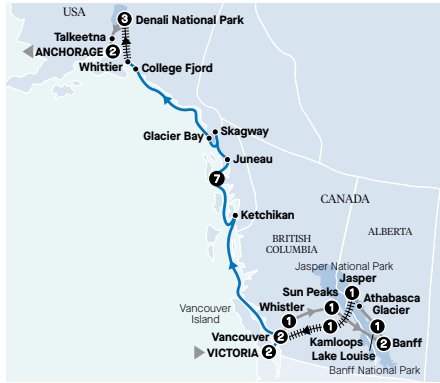 USA
3 Denali National Park
Talkeetna
ANCHORAGE 2
Whittier
College Fjord
Skagway
Glacier Bay
Juneau
7
CANADA
Ketchikan
ALBERTA
BRITISH
COLUMBIA
Jasper National Park
Jasper
1
Sun Peaks
1
Athabasca
Glacier
Whistler
1
Vancouver
Island
Vancouver 2
1
Kamloops
1
2 Banff
VICTORIA 2
Lake Louise
Banff National Park